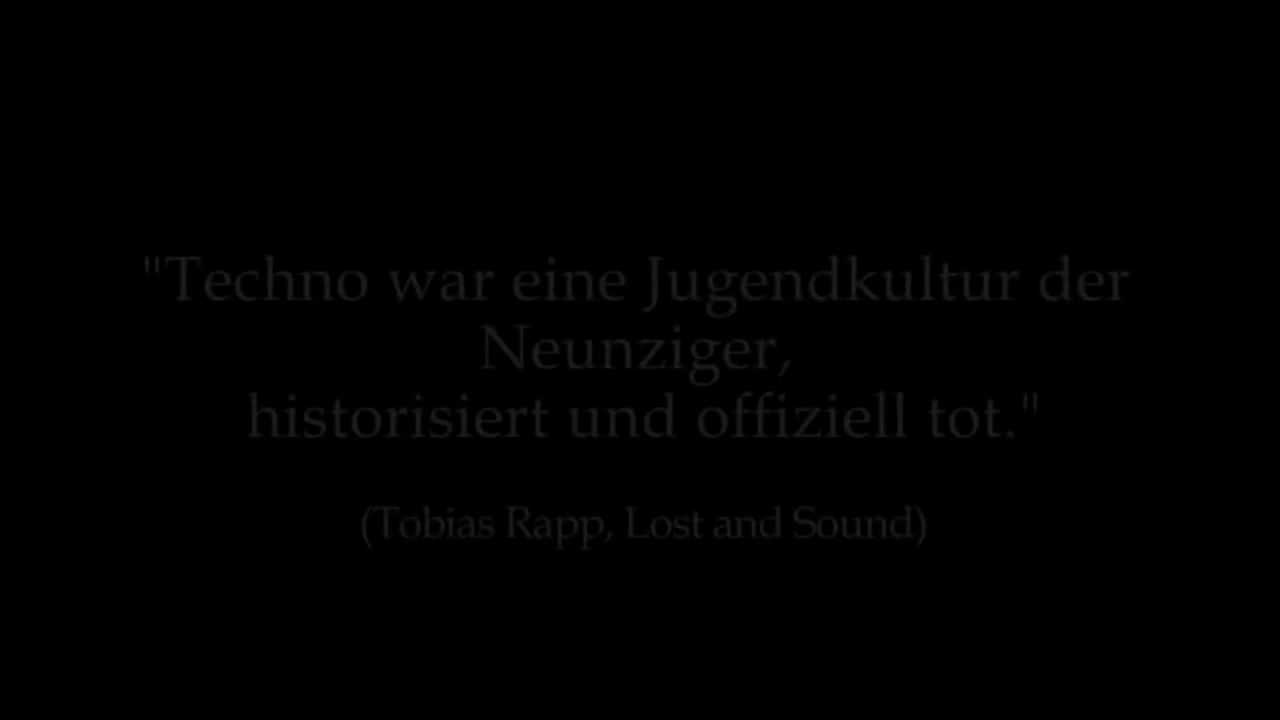 "Techno war eine Jugendkultur der
Neunziger,
historisiert und offiziell tot."
(Tobias Rapp, Lost and Sound)